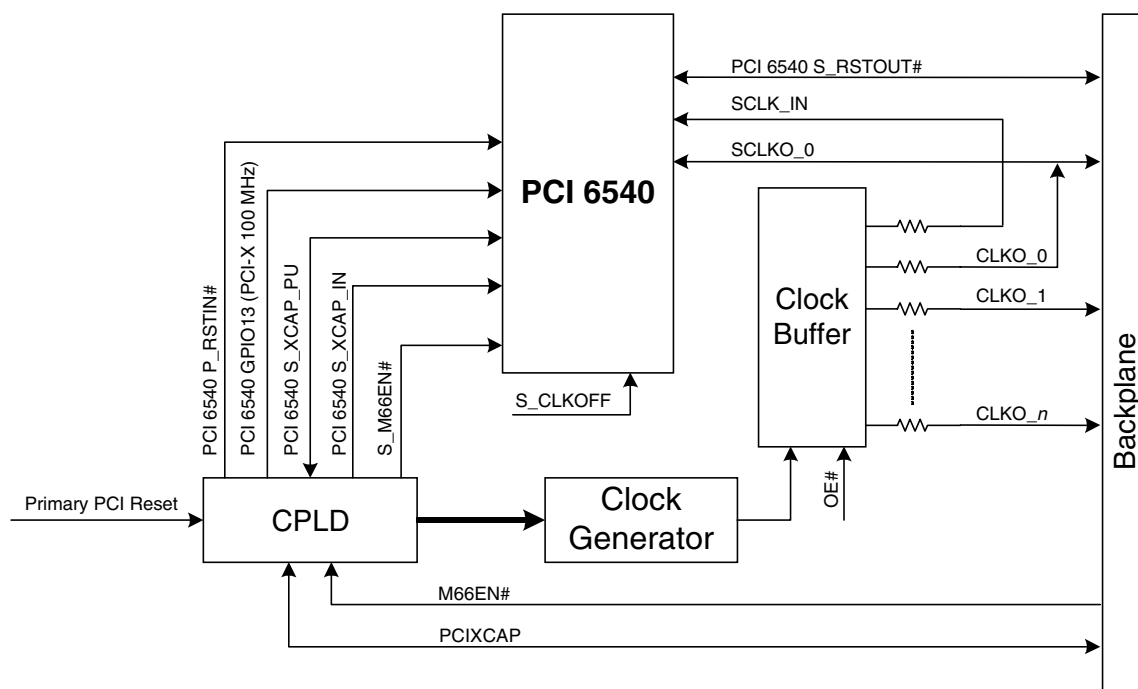 PCI 6540
PCI 6540 S_RSTOUT#
SCLK_IN
SCLKO_0
PCI 6540 P_RSTIN#
PCI 6540 GPIO13 (PCI-X 100 MHz)
PCI 6540 S_XCAP_PU
PCI 6540 S_XCAP_IN
S_M66EN#
S_CLKOFF
Clock
Buffer
CLKO_0
CLKO_1
CLKO_n
Backplane
OE#
Primary PCI Reset
CPLD
Clock
Generator
M66EN#
PCIXCAP